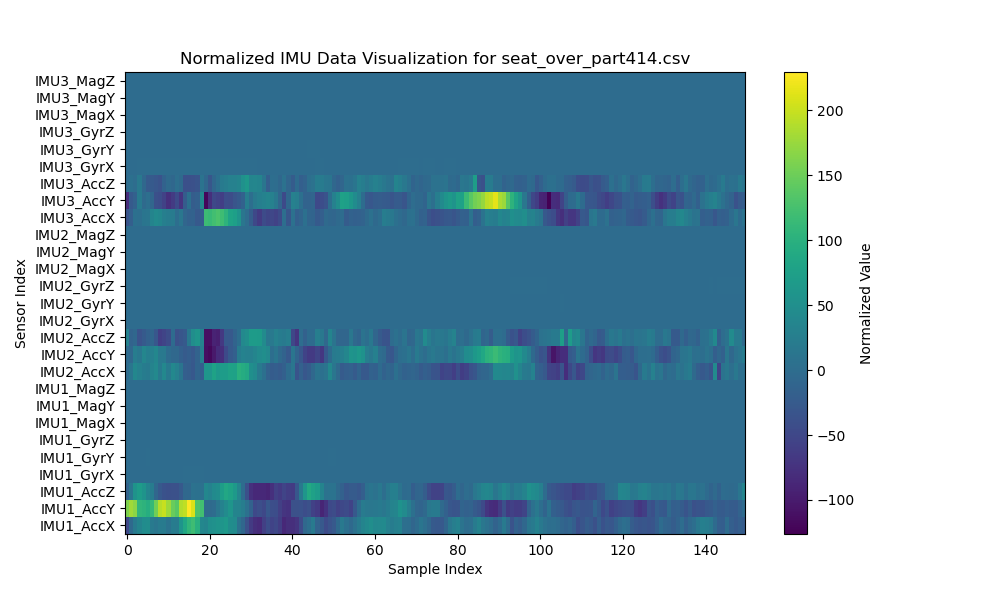 Normalized IMU Data Visualization for seat_over_part414.csv
IMU3_MagZ
IMU3_MagY
IMU3_MagX
IMU3_GyrZ
IMU3_GyrY
IMU3_GyrX
IMU3_AccZ
IMU3_AccY
IMU3_AccX
IMU2_MagZ
IMU2_MagY
IMU2_MagX
IMU2_GyrZ
IMU2_GyrY
IMU2_GyrX
IMU2_AccZ
IMU2_AccY
IMU2_AccX
IMU1_MagZ
IMU1_MagY
IMU1_MagX
IMU1_GyrZ
IMU1_GyrY
IMU1_GyrX
IMU1_AccZ
IMU1_AccY
IMU1_AccX
Sensor Index
0 20 40 60 80 100 120 140
Sample Index
200
150
100
50
0
−50
−100
Normalized Value